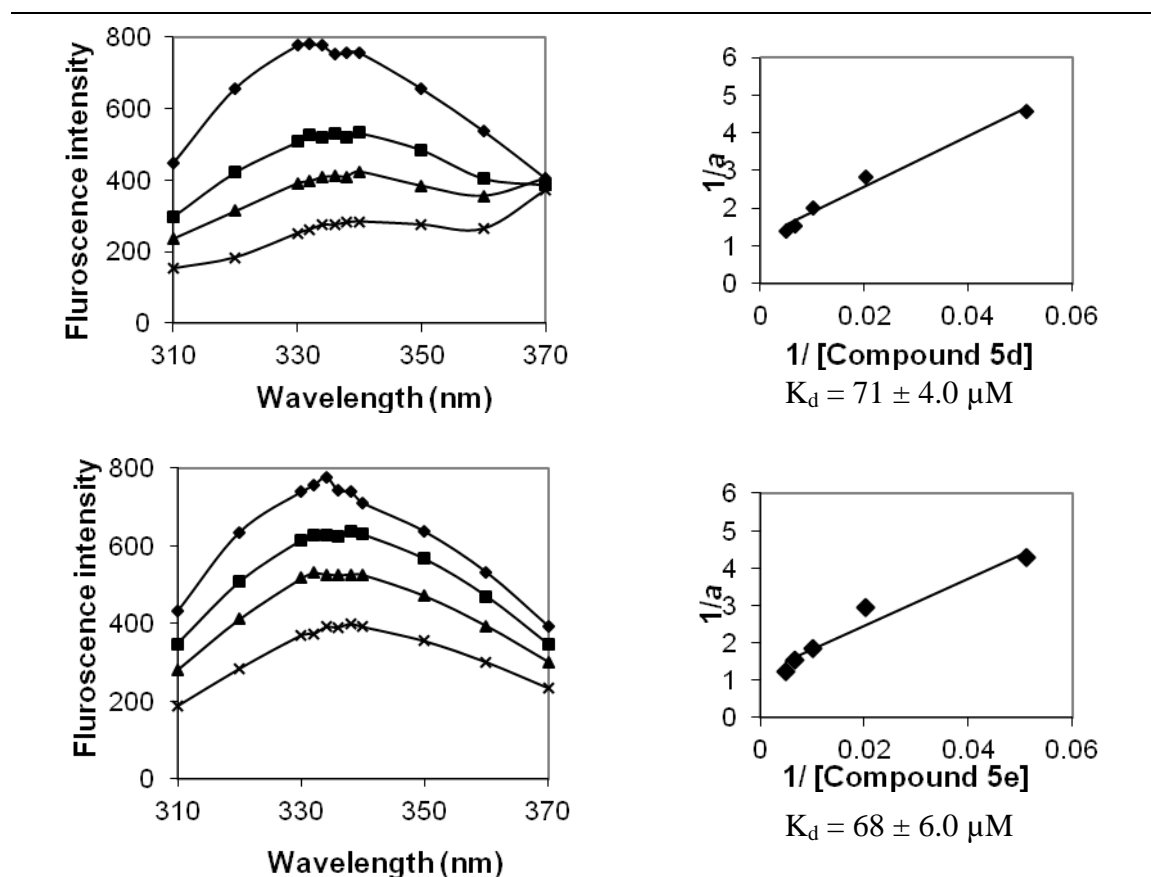 Fluroscence intensity
800
600
400
200
0
310 330 350 370
Wavelength (nm)
1/a
6
5
4
3
2
1
0
0 0.02 0.04 0.06
1/ [Compound 5d]
K_d = 71 ± 4.0 µM
Fluroscence intensity
800
600
400
200
0
310 330 350 370
Wavelength (nm)
1/a
6
5
4
3
2
1
0
0 0.02 0.04 0.06
1/ [Compound 5e]
K_d = 68 ± 6.0 µM